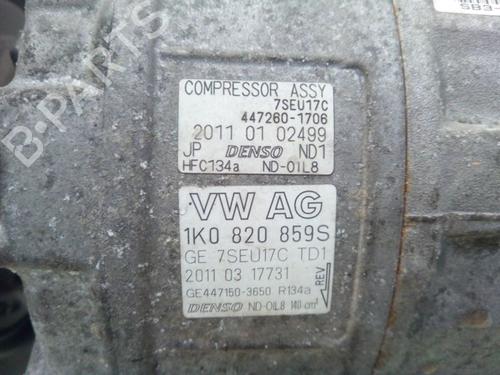 B-PARTS
SB3-
COMPRESSOR ASSY
7SEU17C
447260-1706
2011 01 02499
JP DENSO ND1
HFC134a ND-OIL8
VW AG
1K0 820 859S
GE 7SEU17C TD1
2011 03 17731
GE447150-3650 R134a
DENSO ND-OIL8 140 cm³
REV